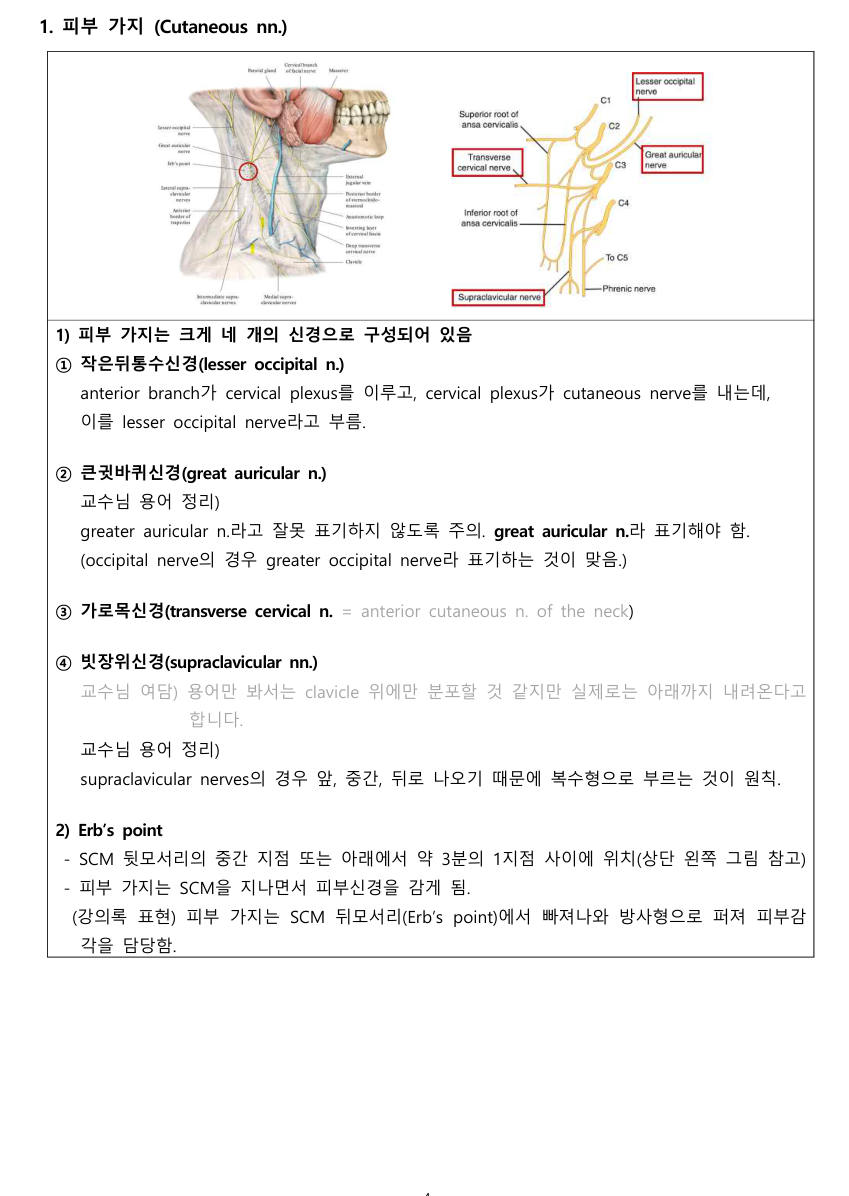 1. 피부 가지 (Cutaneous nn.)
Parotid gland
Cervical branch
of facial nerve
Masseter
Lesser occipital
nerve
Great auricular
nerve
Erb's point
Lateral supra-
clavicular
nerves
Anterior
border of
trapezius
External
jugular vein
Posterior border
of sternocleido-
mastoid
Anastomotic loop
Investing layer
of cervical fascia
Deep transverse
cervical nerve
Clavicle
Intermediate supra-
clavicular nerves
Medial supra-
clavicular nerves
Lesser occipital
nerve
C1
Superior root of
ansa cervicalis
C2
Transverse
cervical nerve
Great auricular
nerve
C3
C4
Inferior root of
ansa cervicalis
To C5
Phrenic nerve
Supraclavicular nerve
1) 피부 가지는 크게 네 개의 신경으로 구성되어 있음
① 작은뒤통수신경(lesser occipital n.)
anterior branch가 cervical plexus를 이루고, cervical plexus가 cutaneous nerve를 내는데,
이를 lesser occipital nerve라고 부름.
② 큰귓바퀴신경(great auricular n.)
교수님 용어 정리)
greater auricular n.라고 잘못 표기하지 않도록 주의. great auricular n.라 표기해야 함.
(occipital nerve의 경우 greater occipital nerve라 표기하는 것이 맞음.)
③ 가로목신경(transverse cervical n. = anterior cutaneous n. of the neck)
④ 빗장위신경(supraclavicular nn.)
교수님 여담) 용어만 봐서는 clavicle 위에만 분포할 것 같지만 실제로는 아래까지 내려온다고
합니다.
교수님 용어 정리)
supraclavicular nerves의 경우 앞, 중간, 뒤로 나오기 때문에 복수형으로 부르는 것이 원칙.
2) Erb's point
- SCM 뒷모서리의 중간 지점 또는 아래에서 약 3분의 1지점 사이에 위치(상단 왼쪽 그림 참고)
- 피부 가지는 SCM을 지나면서 피부신경을 감게 됨.
(강의록 표현) 피부 가지는 SCM 뒤모서리(Erb's point)에서 빠져나와 방사형으로 퍼져 피부감
각을 담당함.